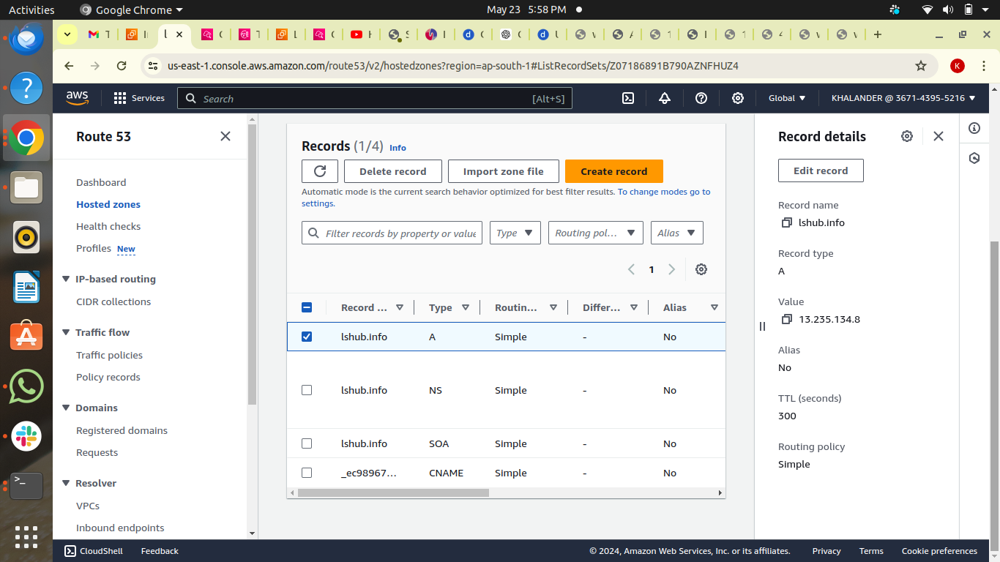 Activities
Google Chrome
May 23 5:58 PM
us-east-1.console.aws.amazon.com/route53/v2/hostedzones?region=ap-south-1#ListRecordSets/Z07186891B790AZNFHUZ4
K
aws
Services
Search
[Alt+S]
Global
KHALANDER @ 3671-4395-5216
Route 53
Dashboard
Hosted zones
Health checks
Profiles New
IP-based routing
CIDR collections
Traffic flow
Traffic policies
Policy records
Domains
Registered domains
Requests
Resolver
VPCs
Inbound endpoints
Records (1/4) Info
Delete record
Import zone file
Create record
Automatic mode is the current search behavior optimized for best filter results. To change modes go to
settings.
Filter records by property or value
Type
Routing pol...
Alias
1
Record ... Type Routin... Differ... Alias
lshub.info A Simple - No
lshub.info NS Simple - No
lshub.info SOA Simple - No
_ec98967... CNAME Simple - No
Record details
Edit record
Record name
lshub.info
Record type
A
Value
13.235.134.8
Alias
No
TTL (seconds)
300
Routing policy
Simple
CloudShell
Feedback
© 2024, Amazon Web Services, Inc. or its affiliates.
Privacy
Terms
Cookie preferences